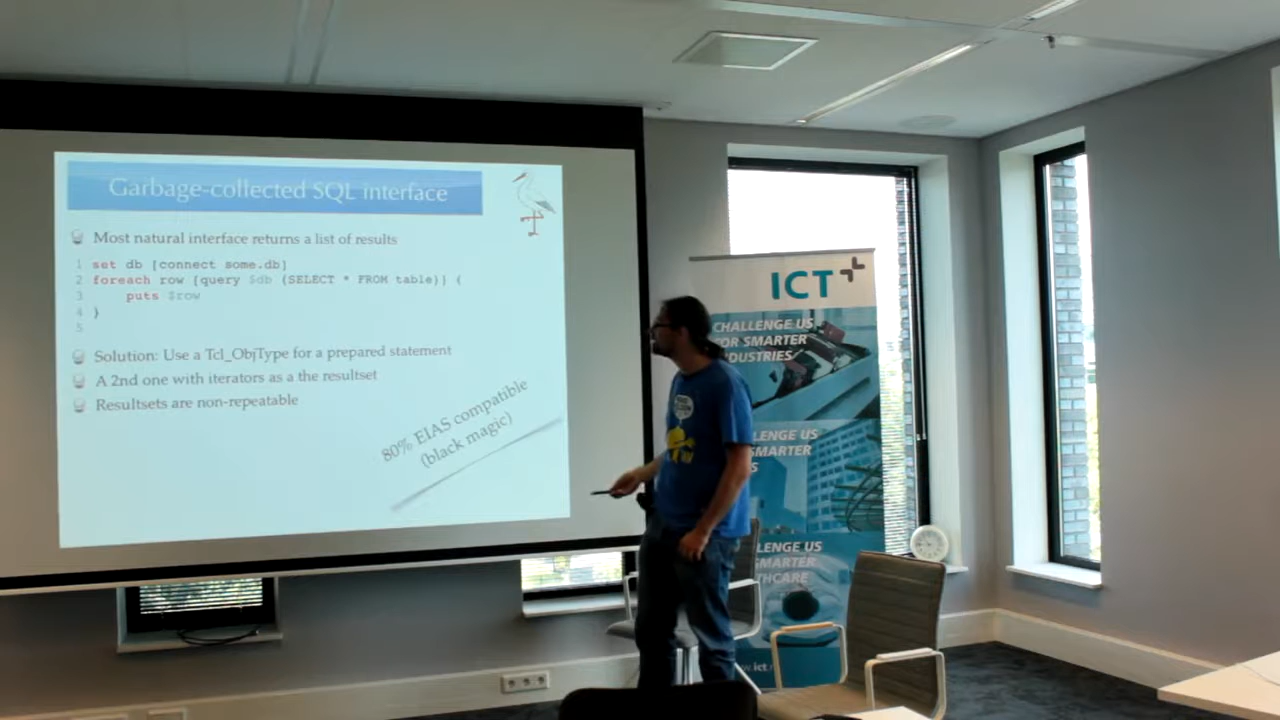 Garbage-collected SQL interface
Most natural interface returns a list of results
1 set db [connect some.db]
2 foreach row [query $db {SELECT * FROM table}] {
3 puts $row
4 }
5
Solution: Use a Tcl_ObjType for a prepared statement
A 2nd one with iterators as a the resultset
Resultsets are non-repeatable
80% EIAS compatible
(black magic)
ICT
CHALLENGE US
FOR SMARTER
INDUSTRIES
LENGE US
SMARTER
S
LENGE US
SMARTER
THCARE